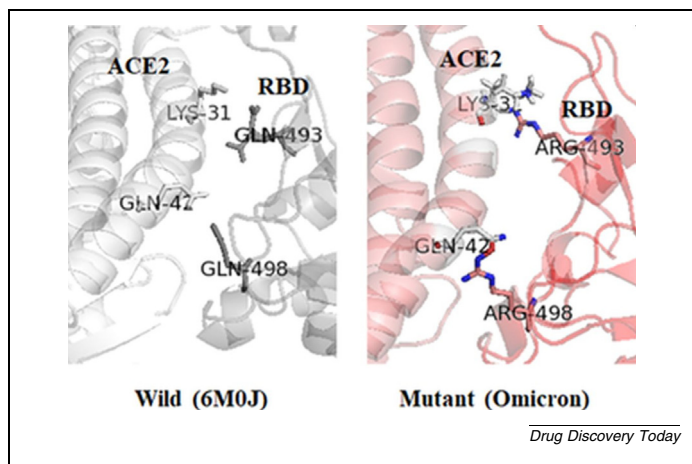 ACE2
RBD
LYS-31
GLN-493
GLN-42
GLN-498
Wild (6M0J)
ACE2
RBD
LYS-31
ARG-493
GLN-42
ARG-498
Mutant (Omicron)
Drug Discovery Today